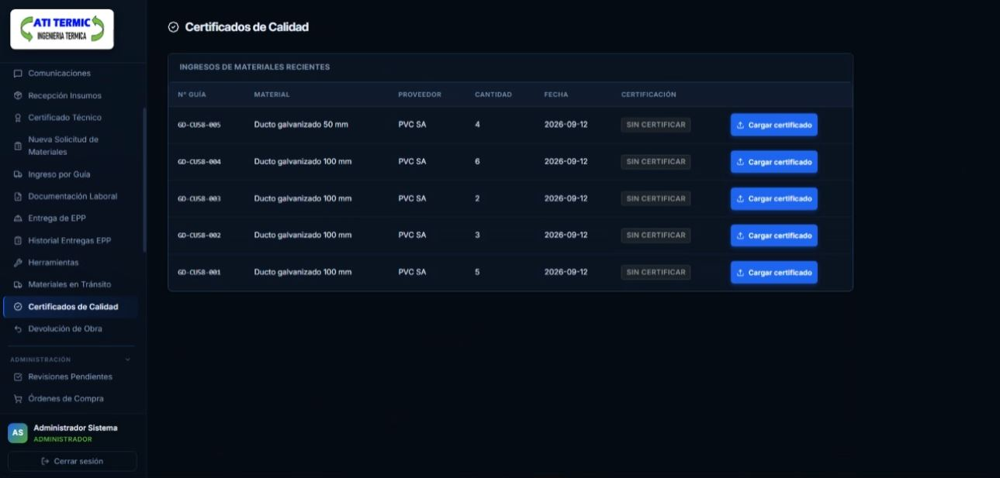 ATI TERMIC
INGENIERIA TERMICA
Comunicaciones
Recepción Insumos
Certificado Técnico
Nueva Solicitud de
Materiales
Ingreso por Guía
Documentación Laboral
Entrega de EPP
Historial Entregas EPP
Herramientas
Materiales en Tránsito
Certificados de Calidad
Devolución de Obra
ADMINISTRACIÓN
Revisiones Pendientes
Órdenes de Compra
AS
Administrador Sistema
ADMINISTRADOR
Cerrar sesión
Certificados de Calidad
INGRESOS DE MATERIALES RECIENTES
N° GUÍA MATERIAL PROVEEDOR CANTIDAD FECHA CERTIFICACIÓN
GD-CU58-005 Ducto galvanizado 50 mm PVC SA 4 2026-09-12 SIN CERTIFICAR Cargar certificado
GD-CU58-004 Ducto galvanizado 100 mm PVC SA 6 2026-09-12 SIN CERTIFICAR Cargar certificado
GD-CU58-003 Ducto galvanizado 100 mm PVC SA 2 2026-09-12 SIN CERTIFICAR Cargar certificado
GD-CU58-002 Ducto galvanizado 100 mm PVC SA 3 2026-09-12 SIN CERTIFICAR Cargar certificado
GD-CU58-001 Ducto galvanizado 100 mm PVC SA 5 2026-09-12 SIN CERTIFICAR Cargar certificado